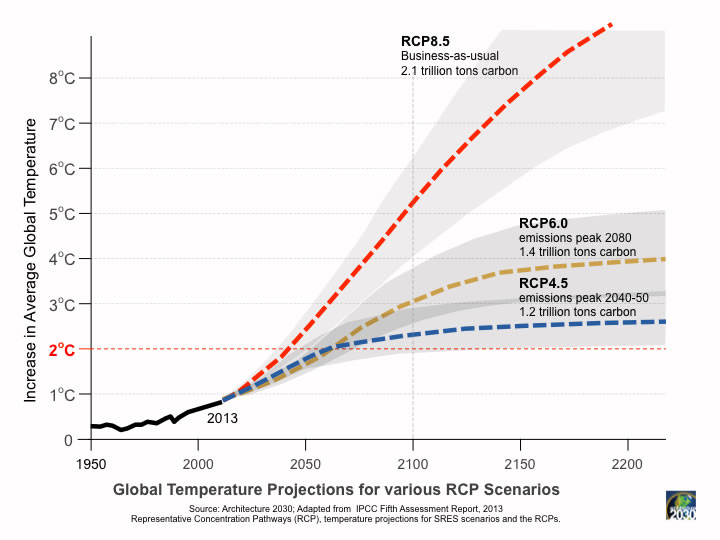 RCP8.5
Business-as-usual
2.1 trillion tons carbon
8°C
7°C
6°C
5°C
4°C
3°C
2°C
1°C
0
Increase in Average Global Temperature
RCP6.0
emissions peak 2080
1.4 trillion tons carbon
RCP4.5
emissions peak 2040-50
1.2 trillion tons carbon
2013
1950 2000 2050 2100 2150 2200
Global Temperature Projections for various RCP Scenarios
Source: Architecture 2030; Adapted from IPCC Fifth Assessment Report, 2013
Representative Concentration Pathways (RCP), temperature projections for SRES scenarios and the RCPs.
2030